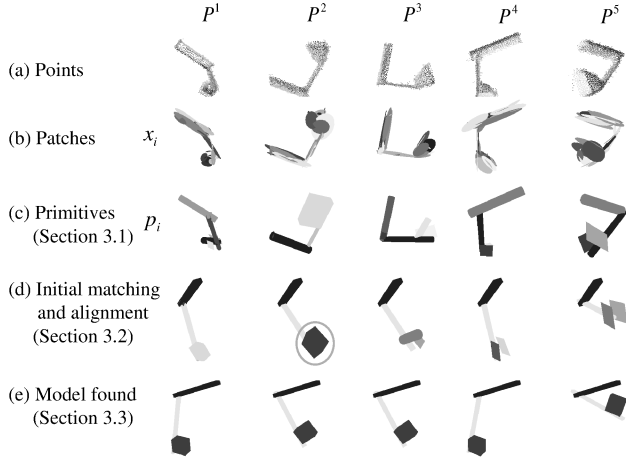 P¹ P² P³ P⁴ P⁵
(a) Points
(b) Patches xᵢ
(c) Primitives pᵢ
(Section 3.1)
(d) Initial matching
and alignment
(Section 3.2)
(e) Model found
(Section 3.3)